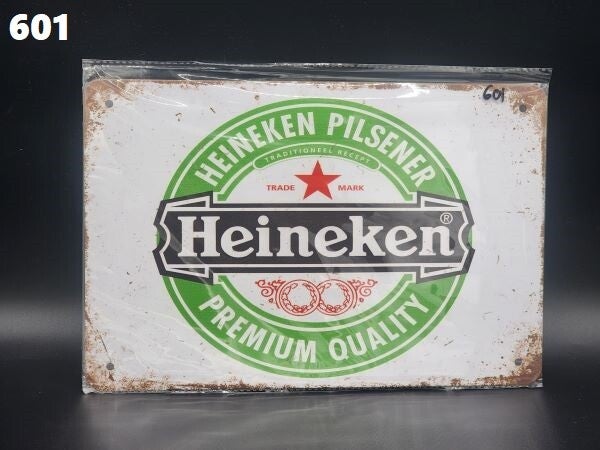 601
601
HEINEKEN PILSENER
TRADITIONEEL RECEPT
TRADE MARK
Heineken®
PREMIUM QUALITY